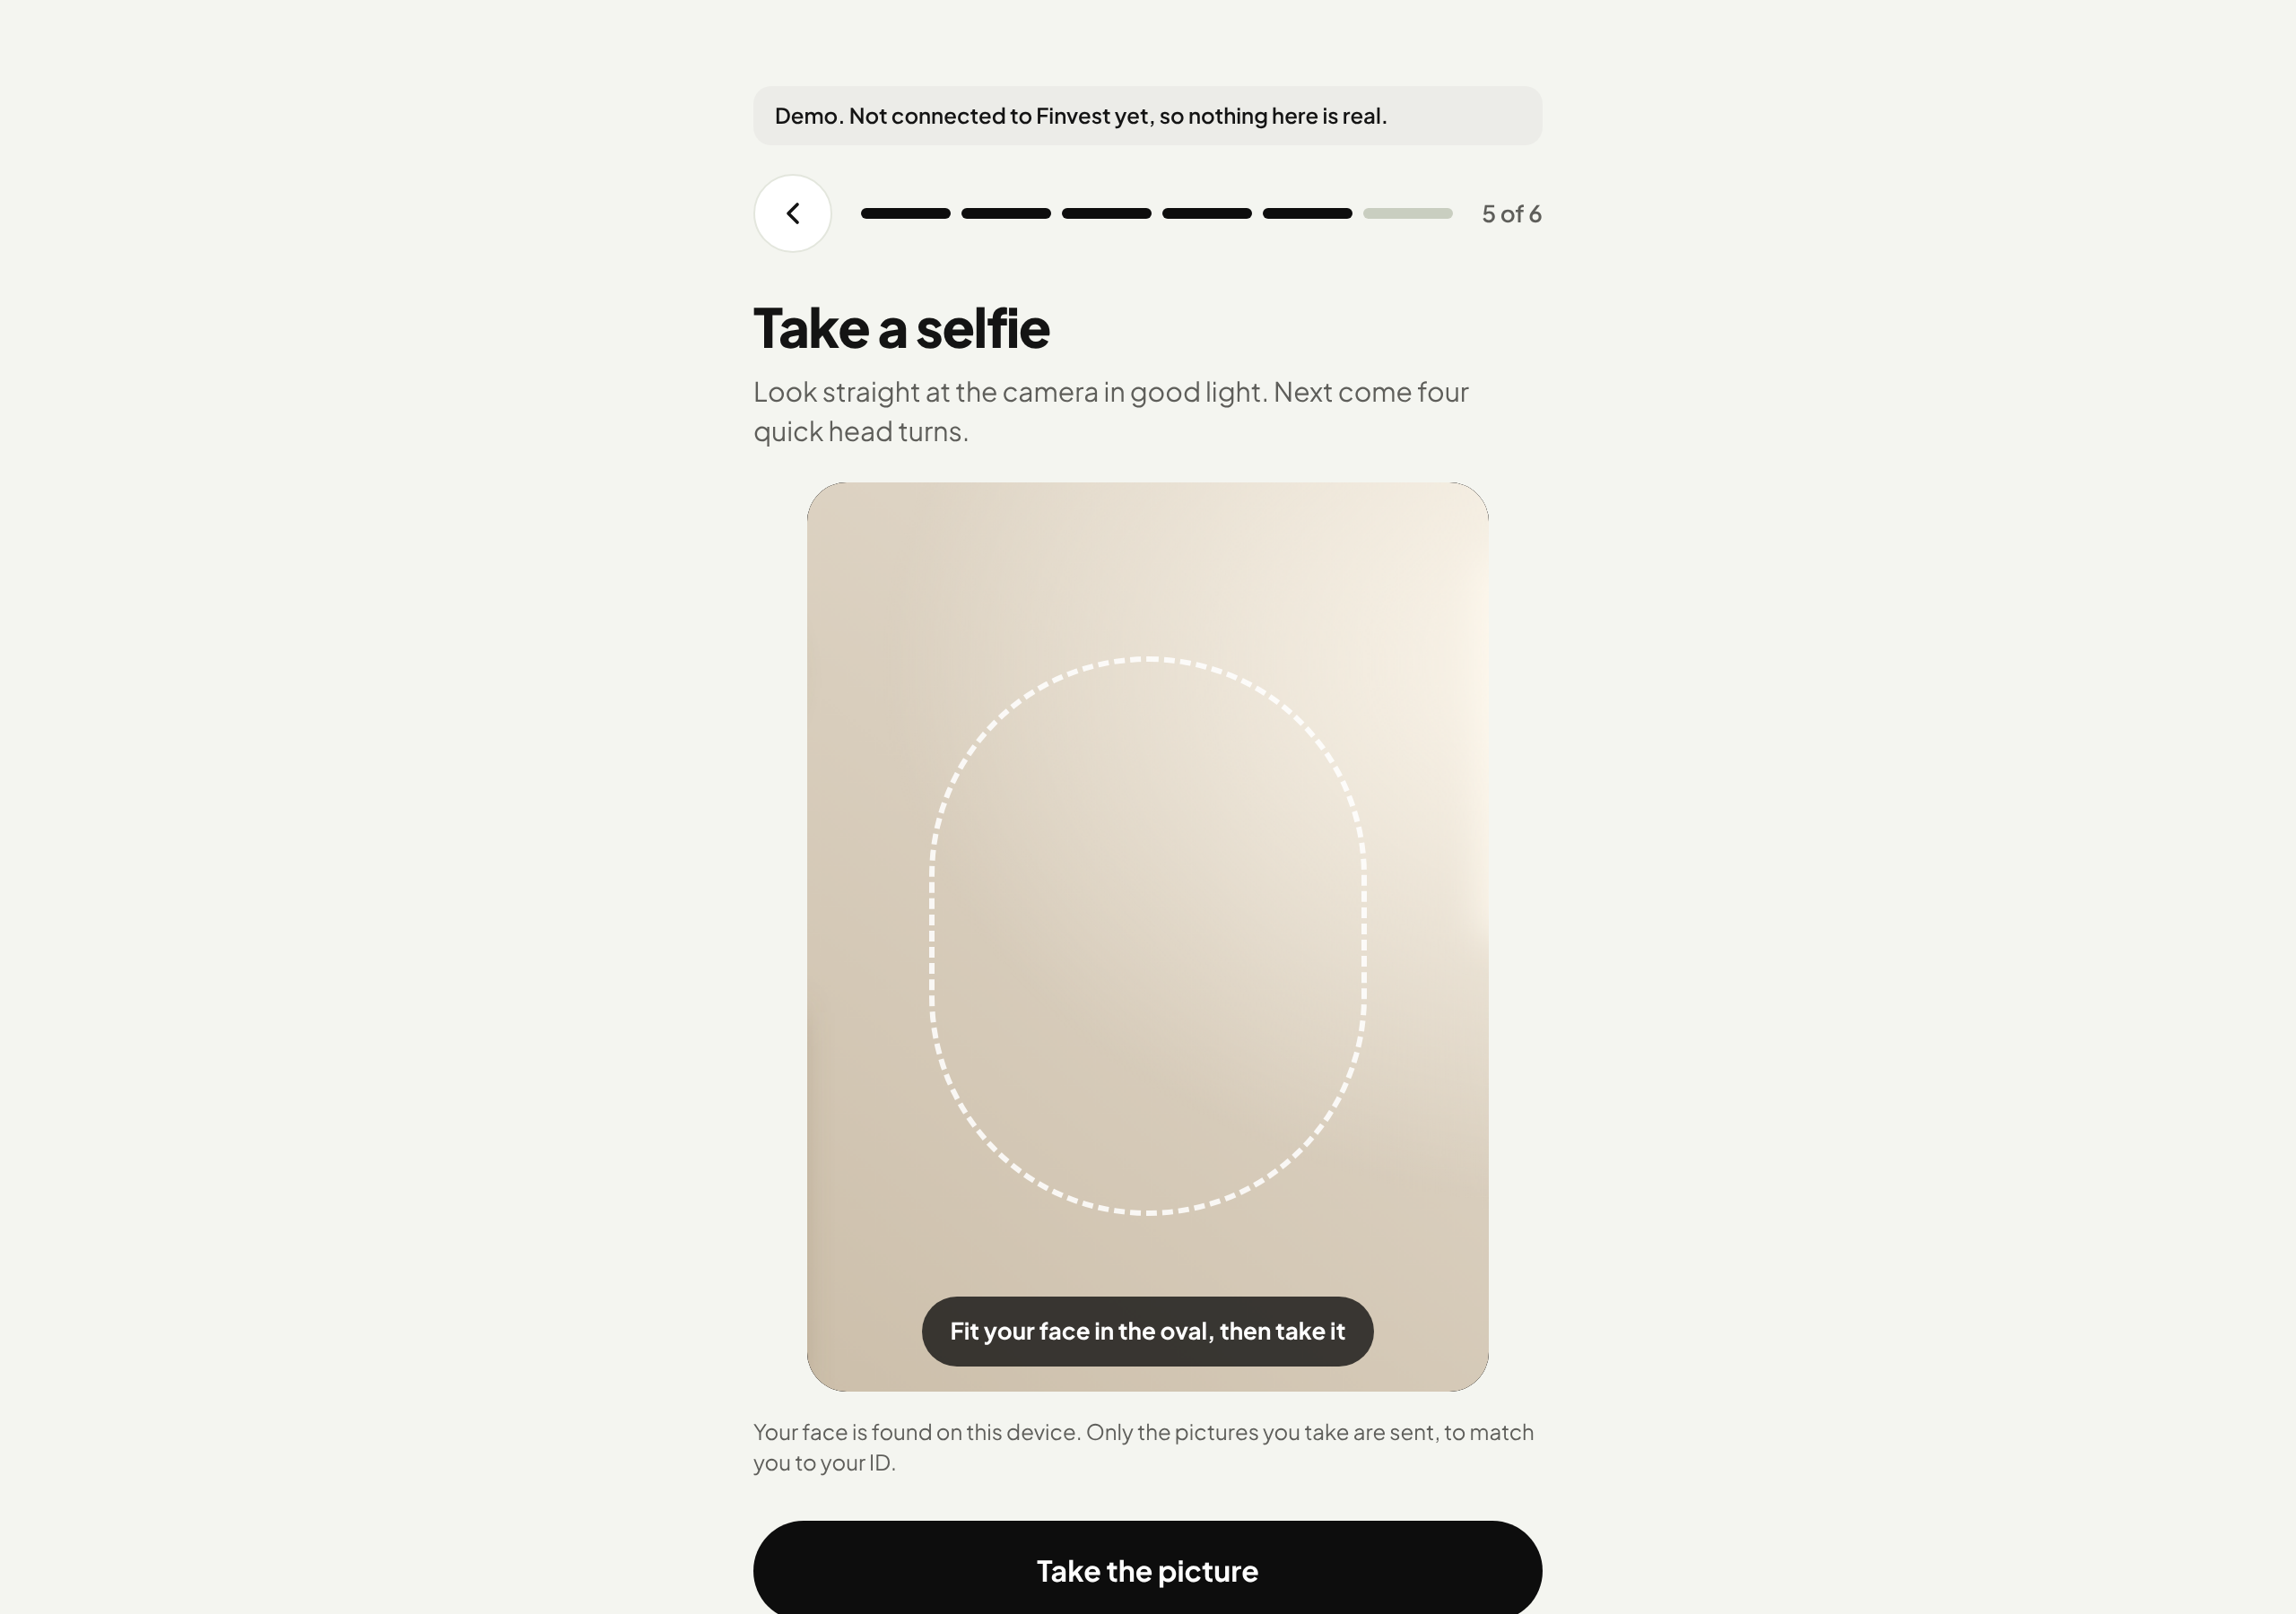 Demo. Not connected to Finvest yet, so nothing here is real.
5 of 6
Take a selfie
Look straight at the camera in good light. Next come four
quick head turns.
Fit your face in the oval, then take it
Your face is found on this device. Only the pictures you take are sent, to match
you to your ID.
Take the picture